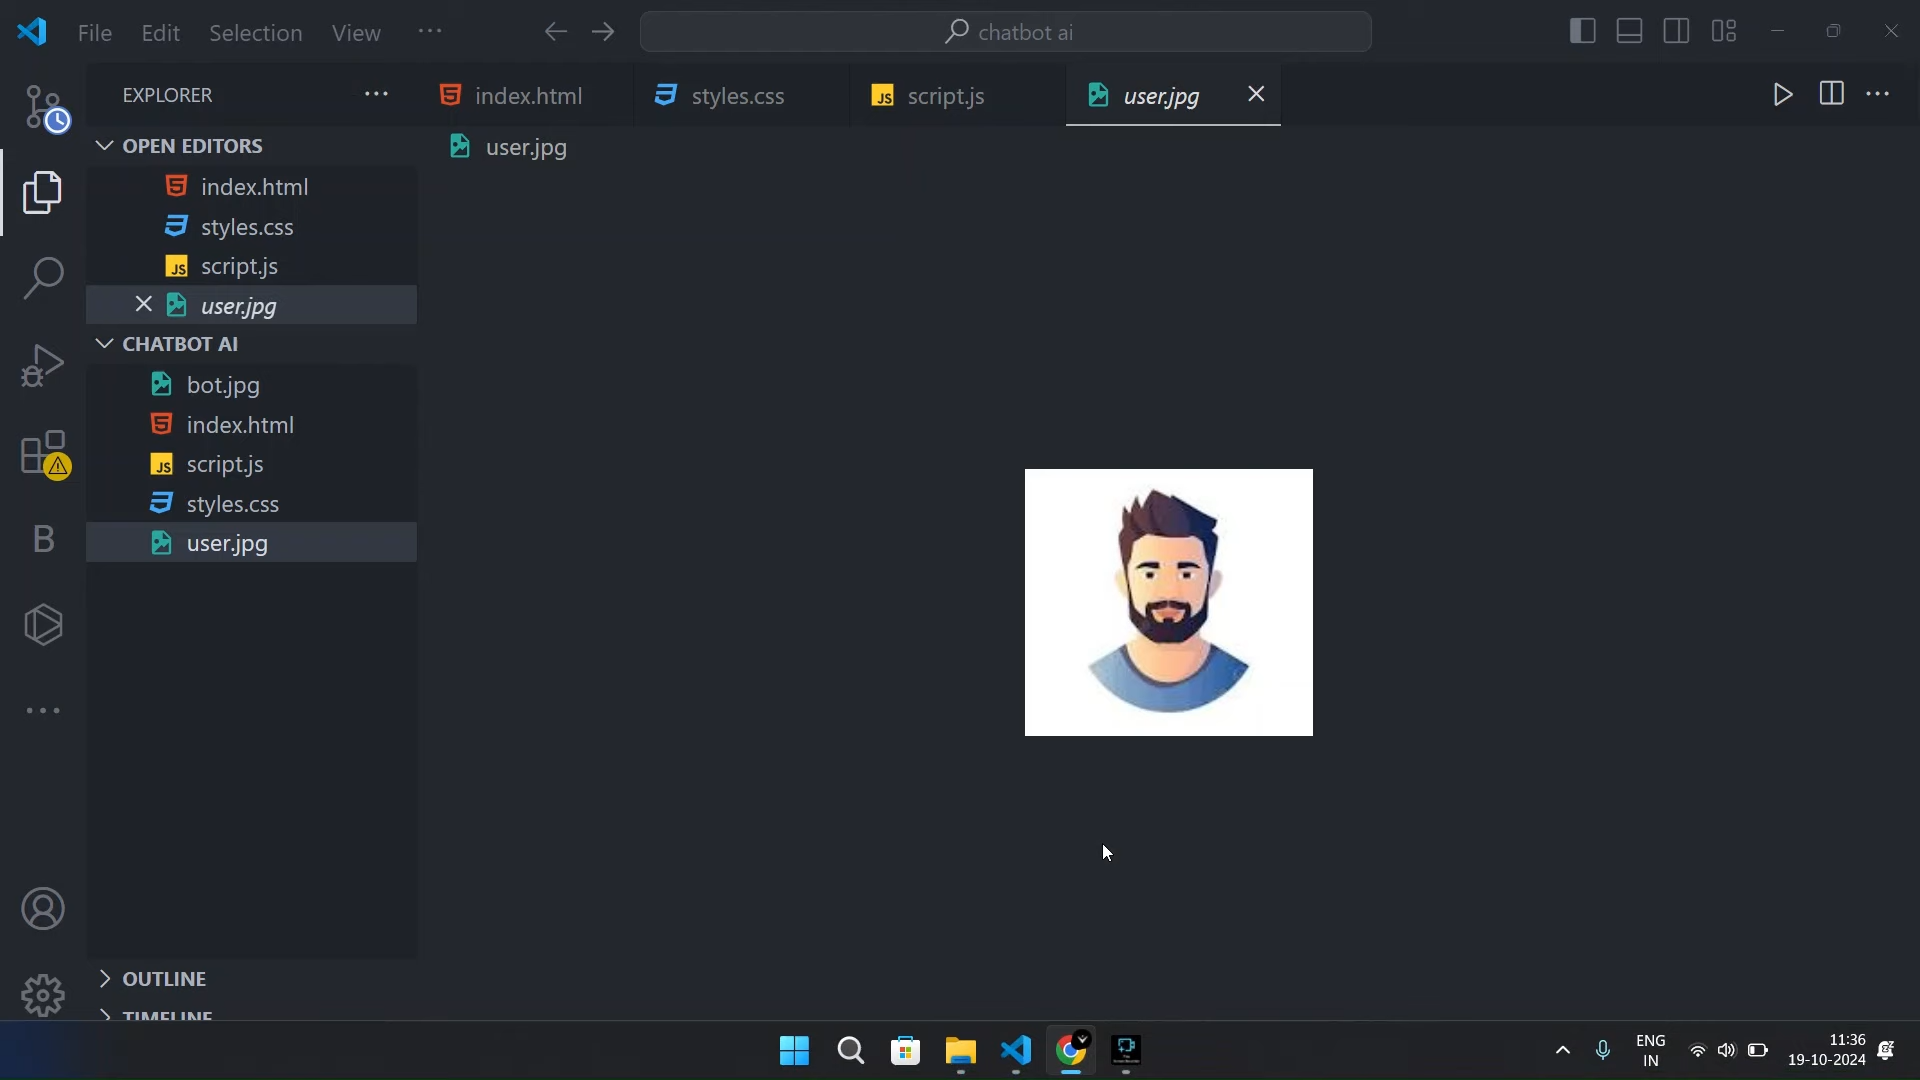 File Edit Selection View ...
chatbot ai
EXPLORER ...
index.html
styles.css
script.js
user.jpg
user.jpg
OPEN EDITORS
index.html
styles.css
script.js
user.jpg
CHATBOT AI
bot.jpg
index.html
script.js
styles.css
user.jpg
B
OUTLINE
TIMELINE
ENG
IN
11:36
19-10-2024